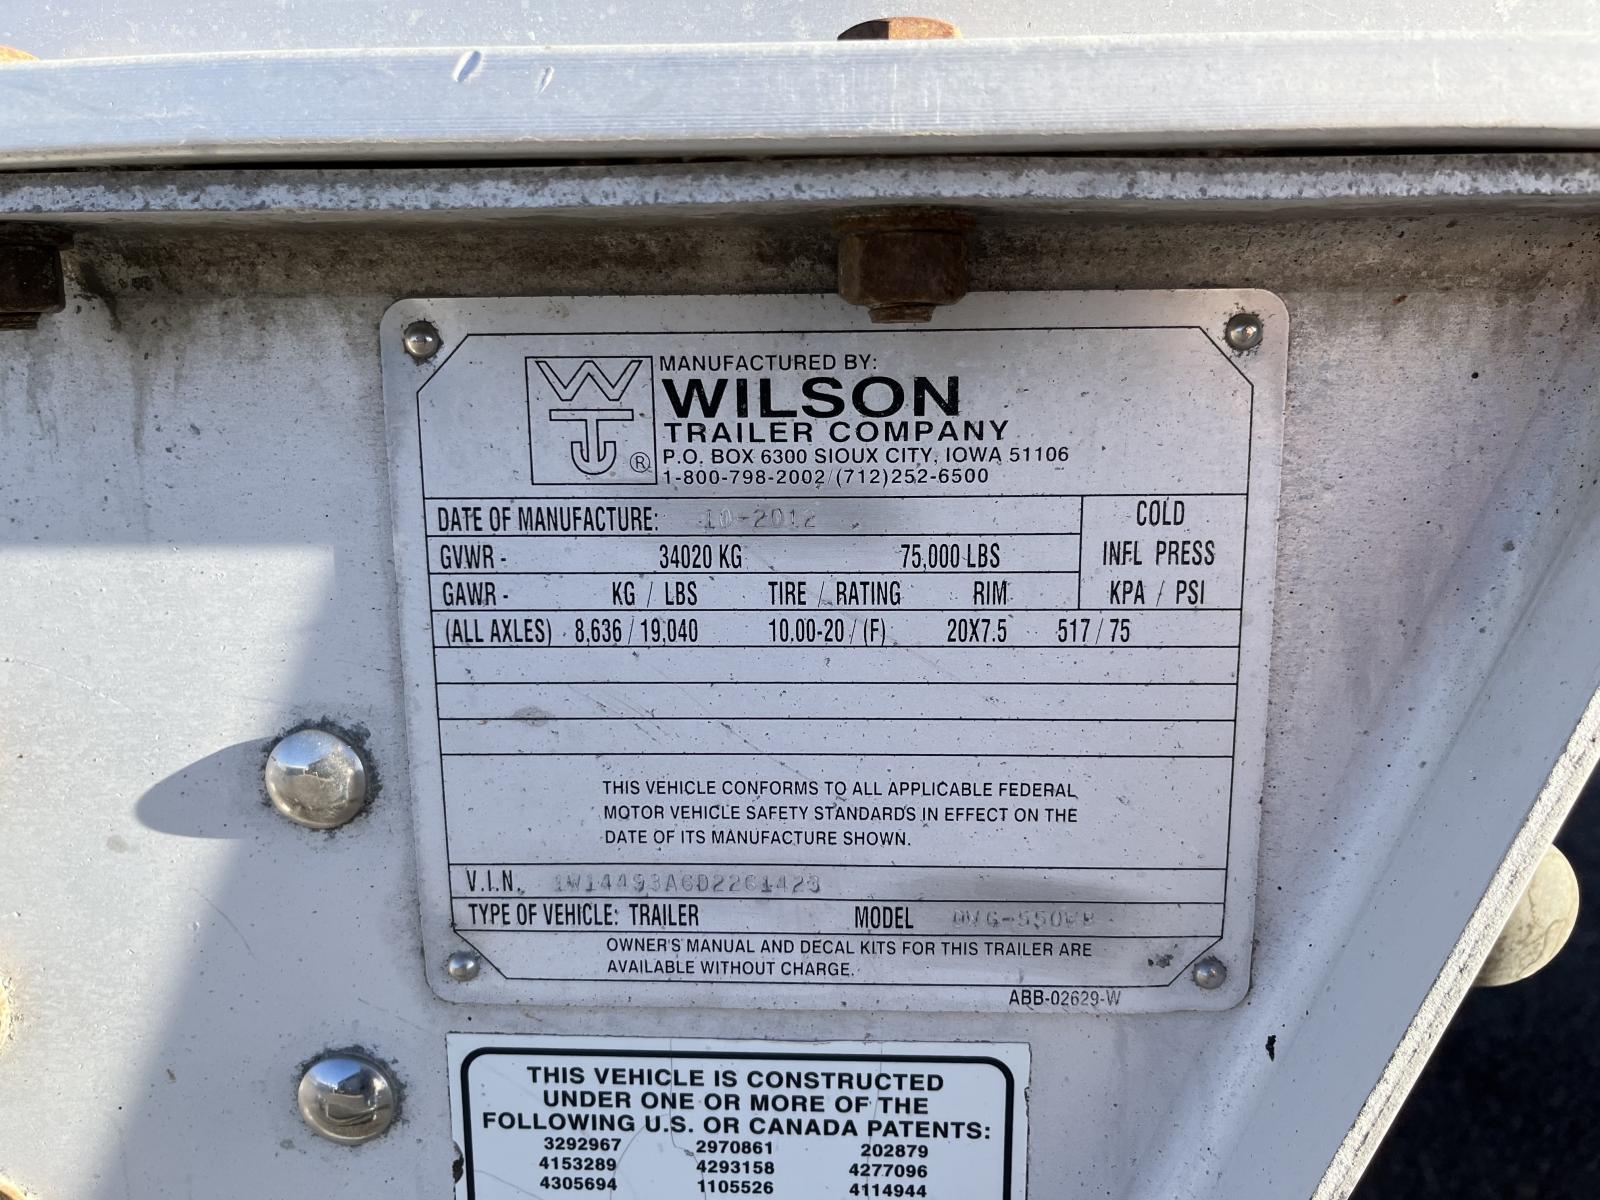 WT
MANUFACTURED BY:
WILSON
TRAILER COMPANY
®
P.O. BOX 6300 SIOUX CITY, IOWA 51106
1-800-798-2002/(712)252-6500
DATE OF MANUFACTURE: 10-2012
COLD
INFL PRESS
KPA / PSI
GVWR - 34020 KG 75,000 LBS
GAWR - KG / LBS TIRE / RATING RIM
(ALL AXLES) 8,636 / 19,040 10.00-20 / (F) 20X7.5 517 / 75
THIS VEHICLE CONFORMS TO ALL APPLICABLE FEDERAL
MOTOR VEHICLE SAFETY STANDARDS IN EFFECT ON THE
DATE OF ITS MANUFACTURE SHOWN.
V.I.N. 1W14493A6D2261423
TYPE OF VEHICLE: TRAILER MODEL
OWNER'S MANUAL AND DECAL KITS FOR THIS TRAILER ARE
AVAILABLE WITHOUT CHARGE.
ABB-02629-W
THIS VEHICLE IS CONSTRUCTED
UNDER ONE OR MORE OF THE
FOLLOWING U.S. OR CANADA PATENTS:
3292967 2970861 202879
4153289 4293158 4277096
4305694 1105526 4114944